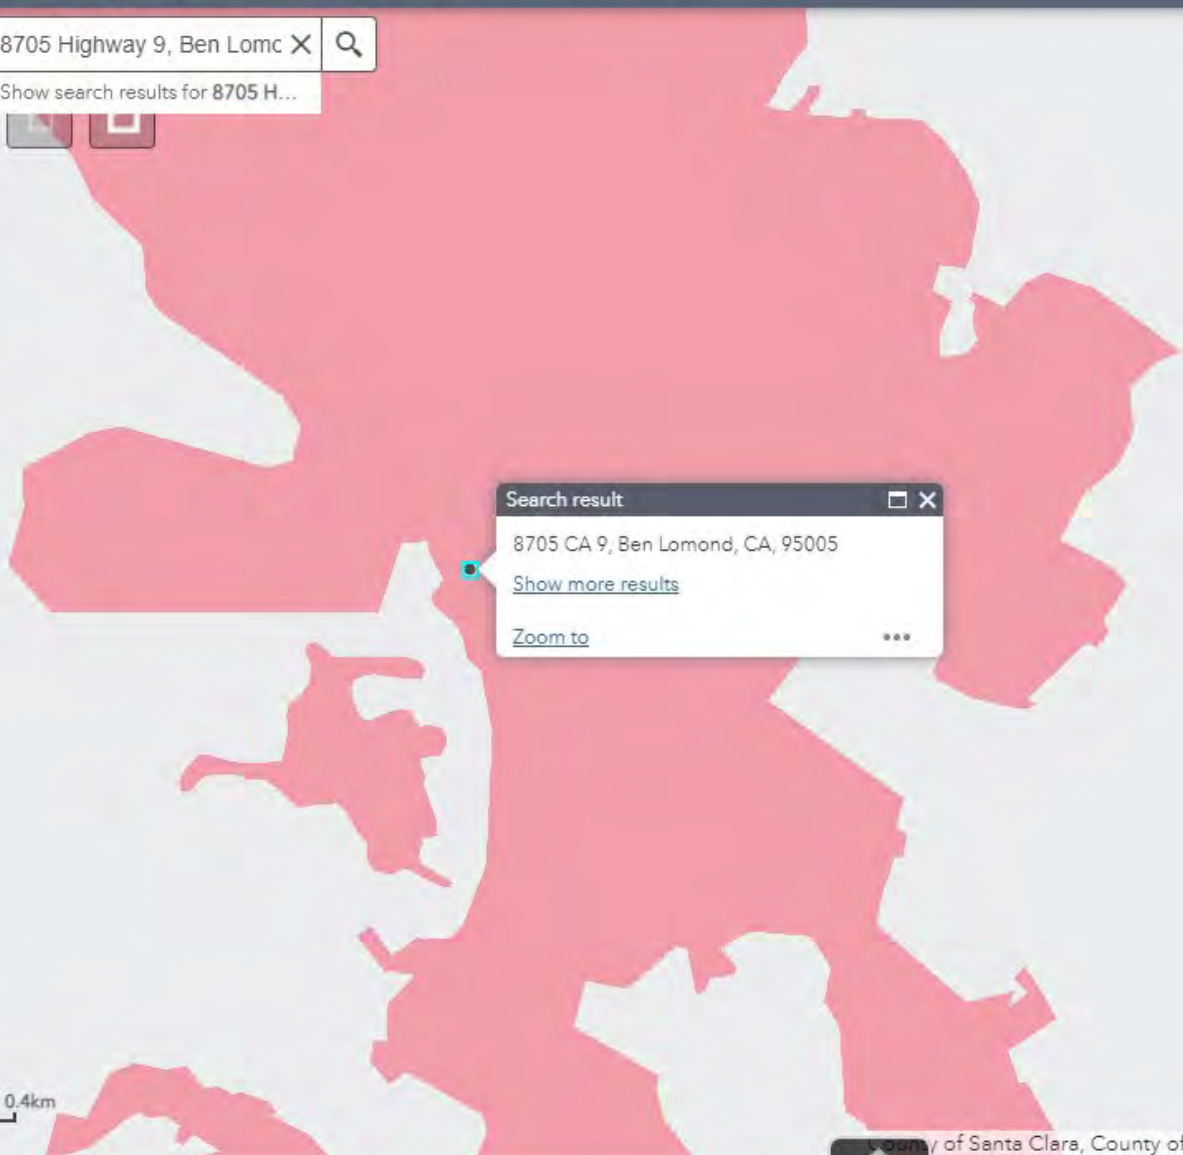 8705 Highway 9, Ben Lomc
Show search results for 8705 H...
Search result
8705 CA 9, Ben Lomond, CA, 95005
Show more results
Zoom to
0.4km
County of Santa Clara, County of